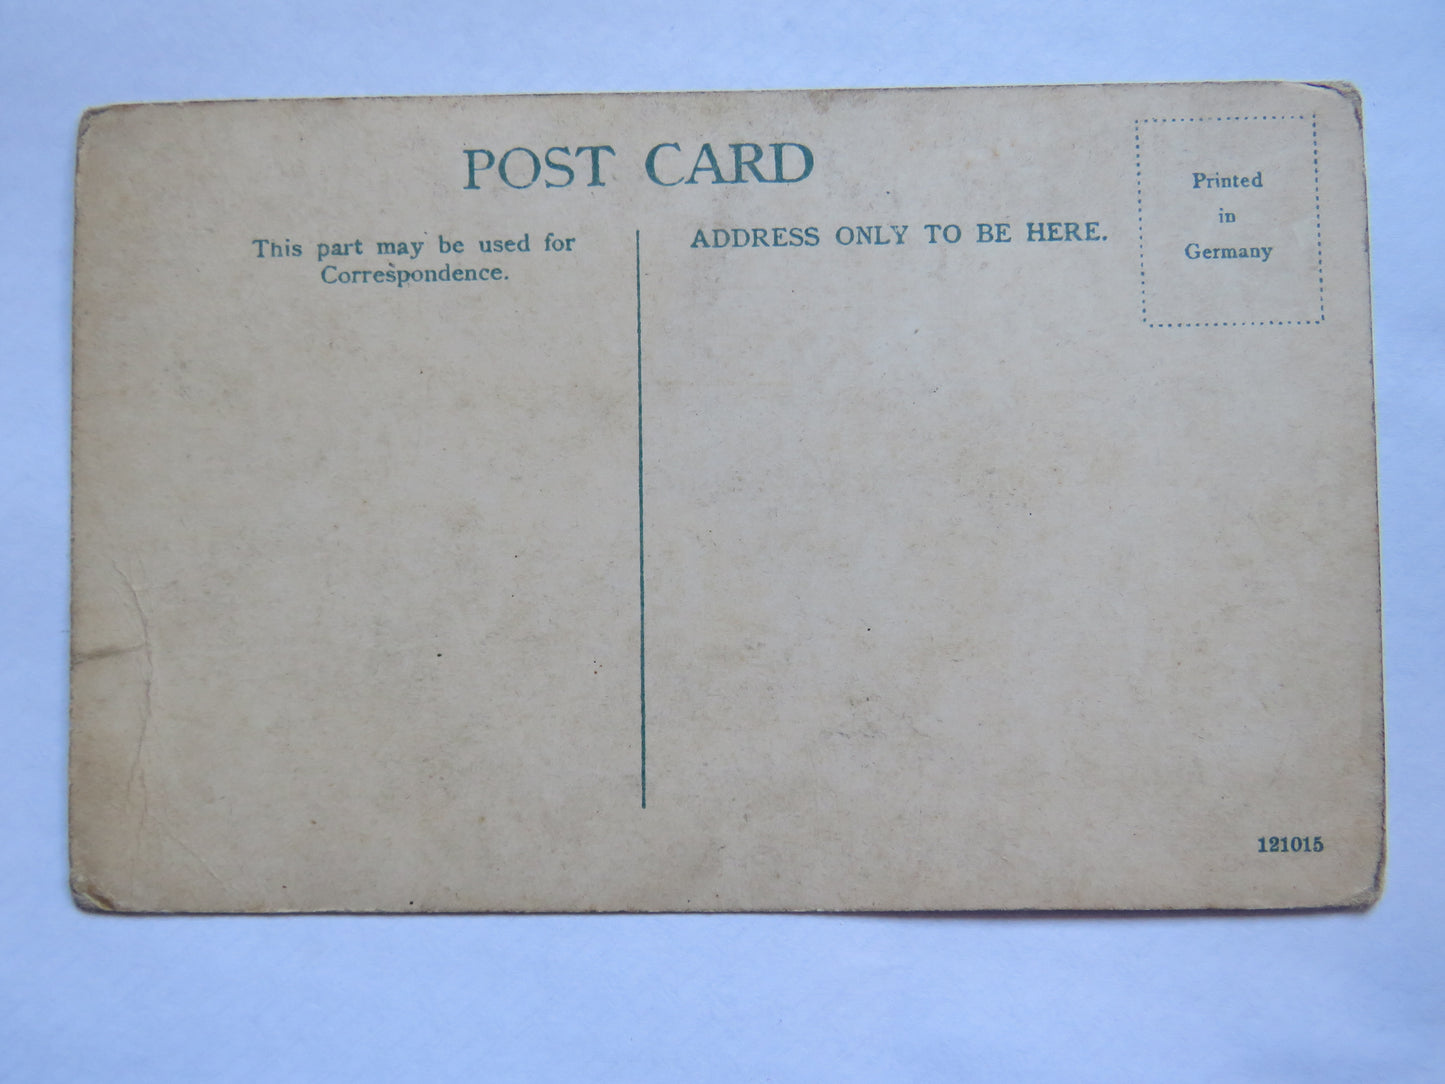 POST CARD
This part may be used for
Correspondence.
ADDRESS ONLY TO BE HERE.
Printed
in
Germany
121015